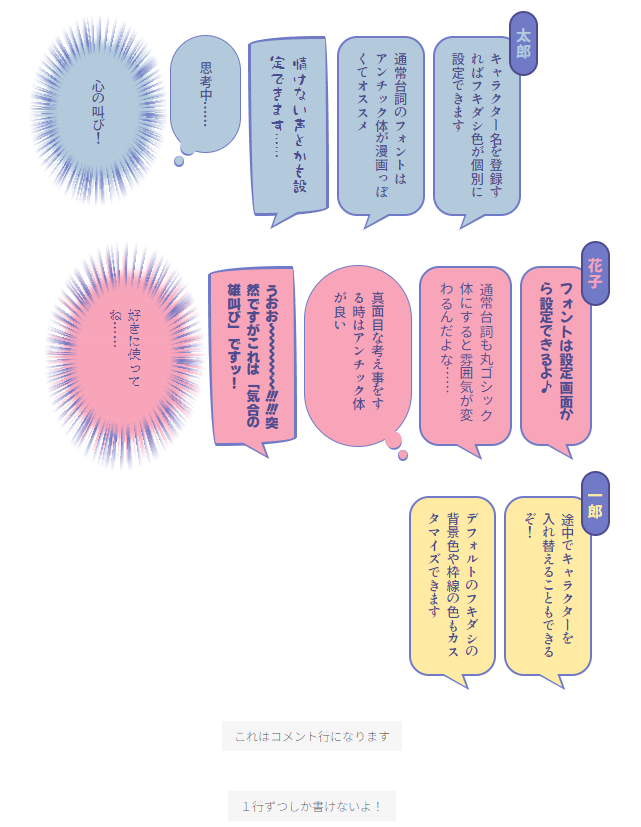 太郎
キャラクター名を登録す
ればフキダシ色が個別に
設定できます
通常台詞のフォントは
アンチック体が漫画っぽ
くてオススメ
情けない声とかも設
定できます……
思考中……
心の叫び！
花子
フォントは設定画面か
ら設定できるよ♪
通常台詞も丸ゴシック
体にすると雰囲気が変
わるんだよな……
真面目な考え事をす
る時はアンチック体
が良い
うおお〜〜〜〜〜〜!!!!!!突
然ですがこれは「気合の
雄叫び」ですッ！
好きに使って
ね……
一郎
途中でキャラクターを
入れ替えることもできる
ぞ！
デフォルトのフキダシの
背景色や枠線の色もカス
タマイズできます
これはコメント行になります
１行ずつしか書けないよ！